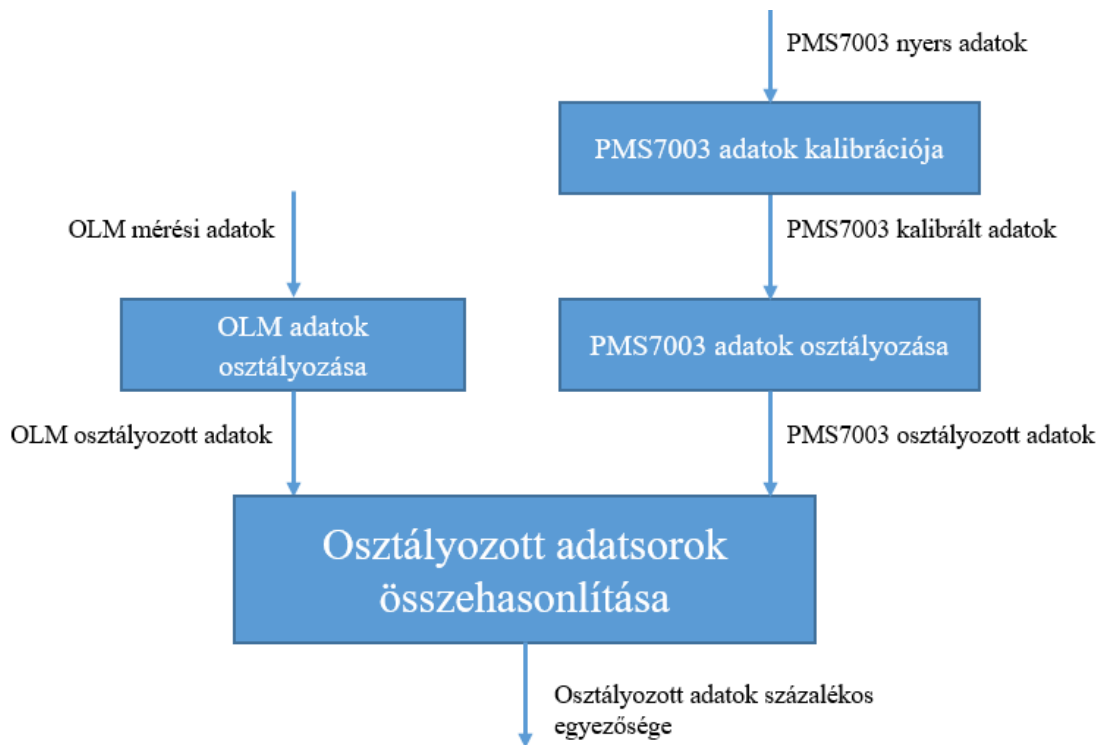 PMS7003 nyers adatok
PMS7003 adatok kalibrációja
OLM mérési adatok
PMS7003 kalibrált adatok
OLM adatok
osztályozása
PMS7003 adatok osztályozása
OLM osztályozott adatok
PMS7003 osztályozott adatok
Osztályozott adatsorok
összehasonlítása
Osztályozott adatok százalékos
egyezősége